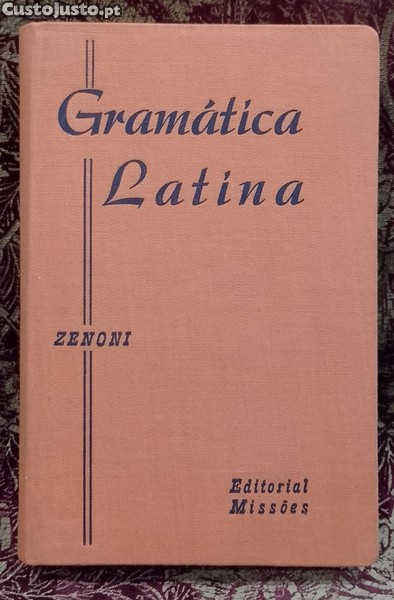 CustoJusto.pt
Gramática
Latina
ZENONI
Editorial
Missões